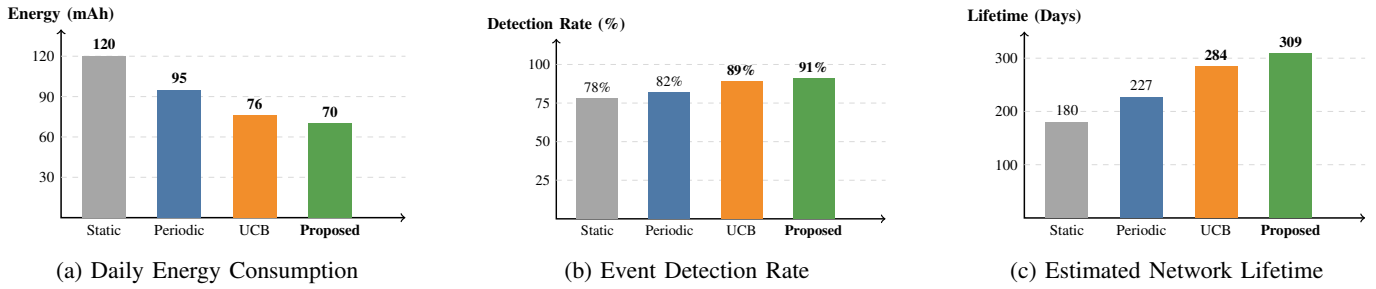 Energy (mAh)
120
90
60
30
120
95
76
70
Static
Periodic
UCB
Proposed
(a) Daily Energy Consumption
Detection Rate (%)
100
75
50
25
78%
82%
89%
91%
Static
Periodic
UCB
Proposed
(b) Event Detection Rate
Lifetime (Days)
300
200
100
180
227
284
309
Static
Periodic
UCB
Proposed
(c) Estimated Network Lifetime